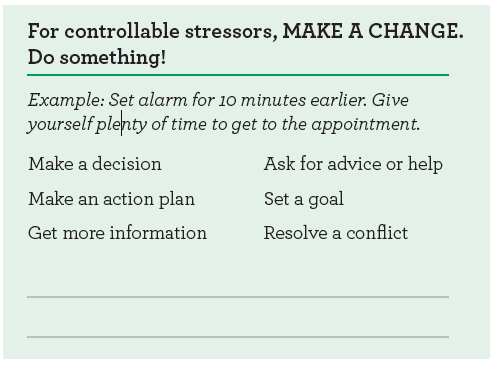 For controllable stressors, MAKE A CHANGE.
Do something!
Example: Set alarm for 10 minutes earlier. Give
yourself plenty of time to get to the appointment.
Make a decision
Ask for advice or help
Make an action plan
Set a goal
Get more information
Resolve a conflict